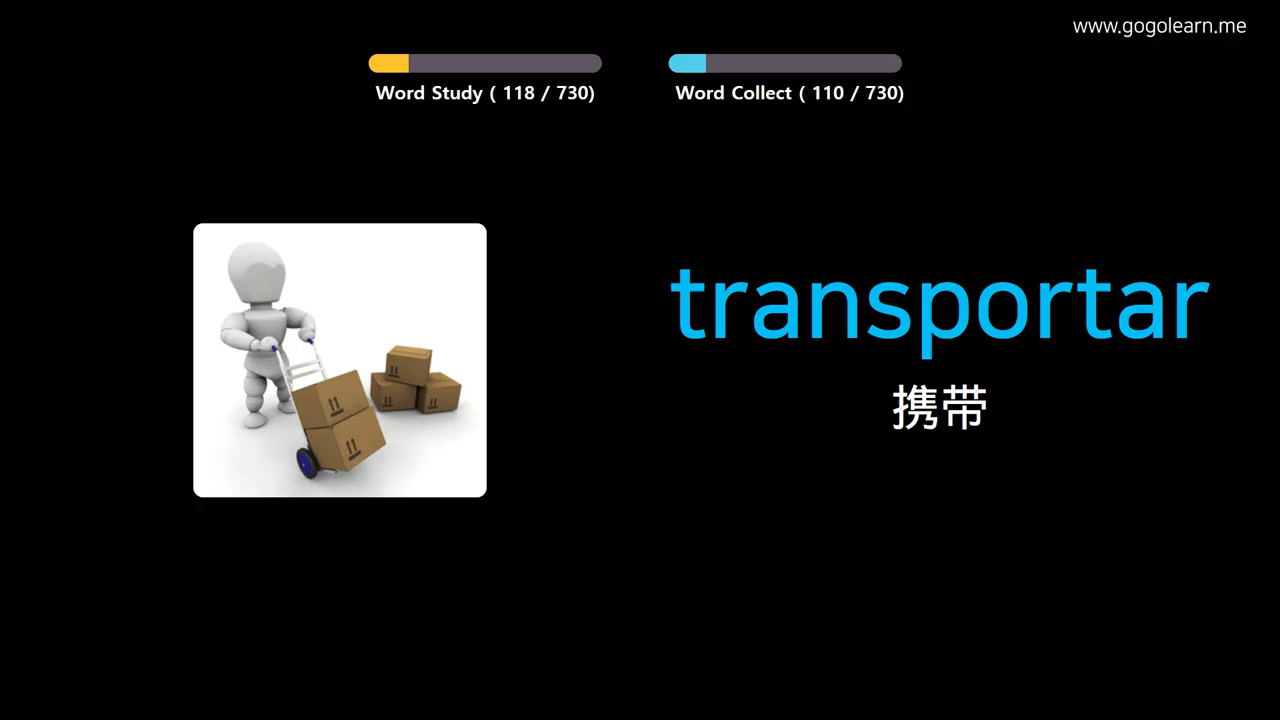 www.gogolearn.me
Word Study ( 118 / 730)
Word Collect ( 110 / 730)
transportar
携带